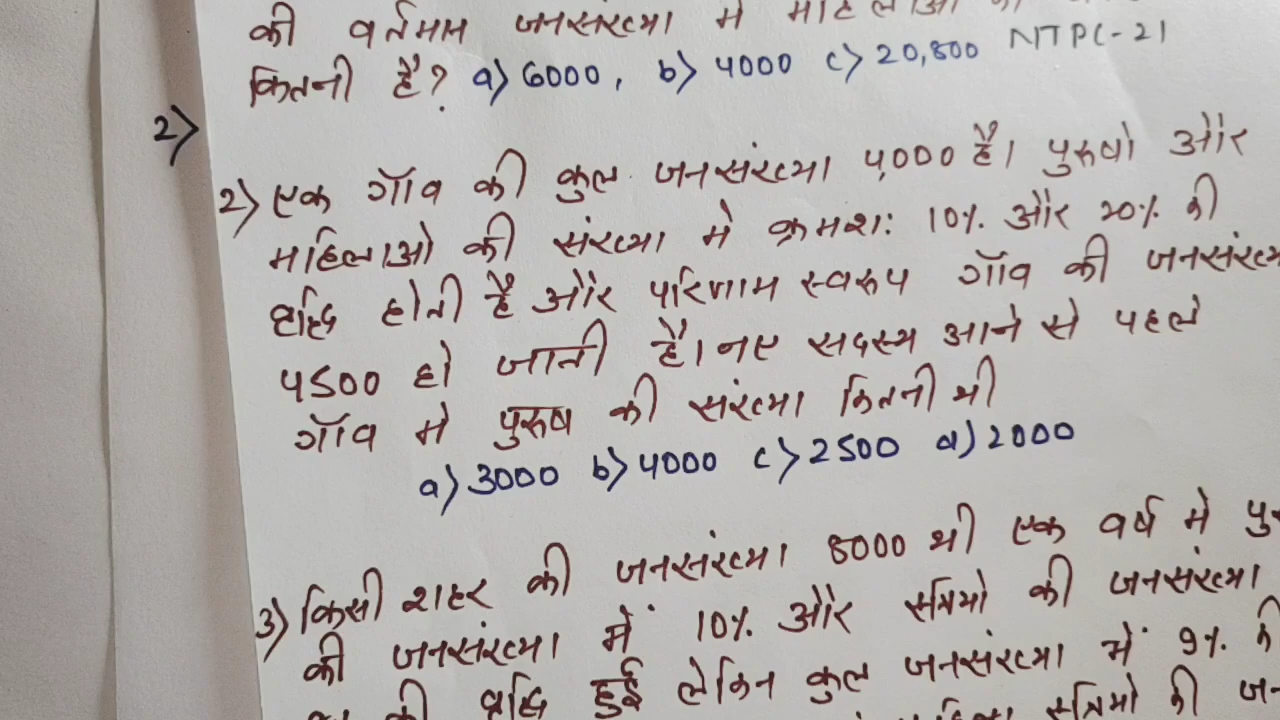 की वर्तमान जनसंख्या मे महिलाओ
कितनी है? a) 6000, b) 4000 c) 20,800 NTPC-21
2)
2) एक गॉव की कुल जनसंख्या 4,000 है। पुरुषो और
महिलाओ की संख्या मे क्रमशः 10% और 20% की
वृद्धि होती है और परिणाम स्वरूप गॉव की जनसंख्या
4500 हो जाती है। नए सदस्य आने से पहले
गॉव मे पुरुष की संख्या कितनी थी
a) 3000 b) 4000 c) 2500 d) 2000
3) किसी शहर की जनसंख्या 8000 थी एक वर्ष मे
की जनसंख्या में 10% और स्त्रियो की जनसंख्या
की वृद्धि हुई लेकिन कुल जनसंख्या में 9% की
स्त्रियो की